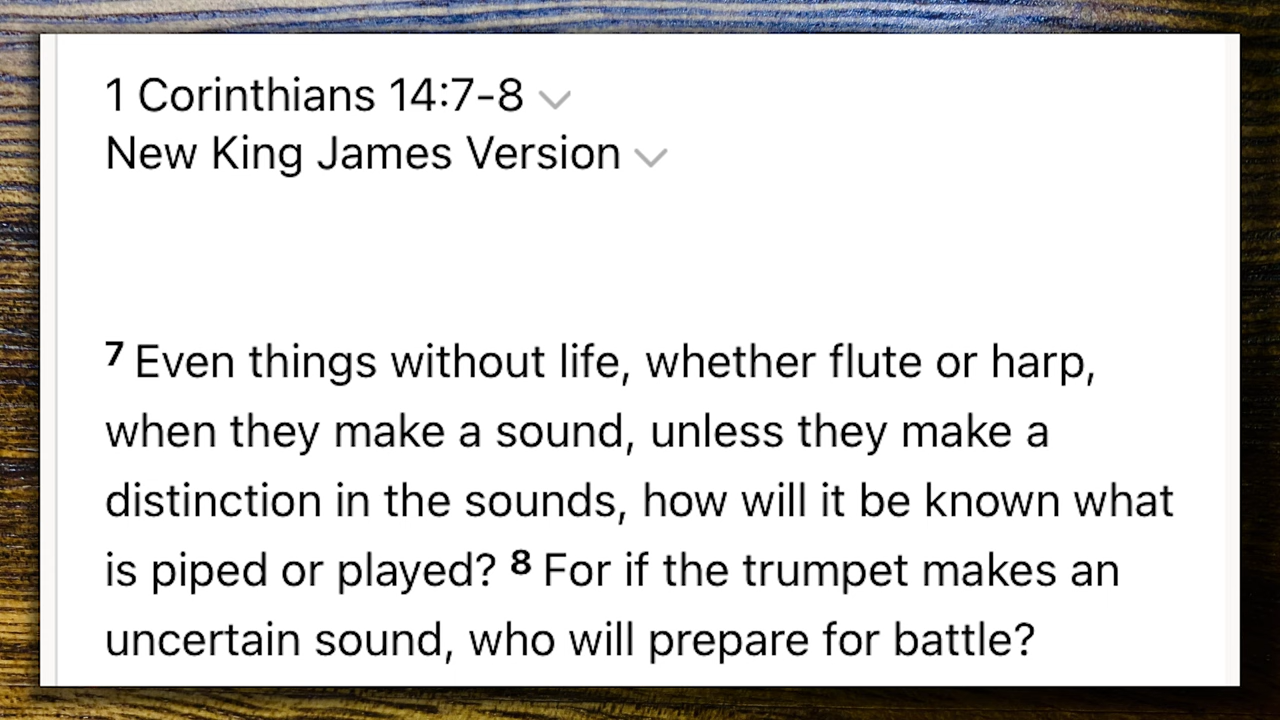 1 Corinthians 14:7-8
New King James Version
7 Even things without life, whether flute or harp,
when they make a sound, unless they make a
distinction in the sounds, how will it be known what
is piped or played? 8 For if the trumpet makes an
uncertain sound, who will prepare for battle?